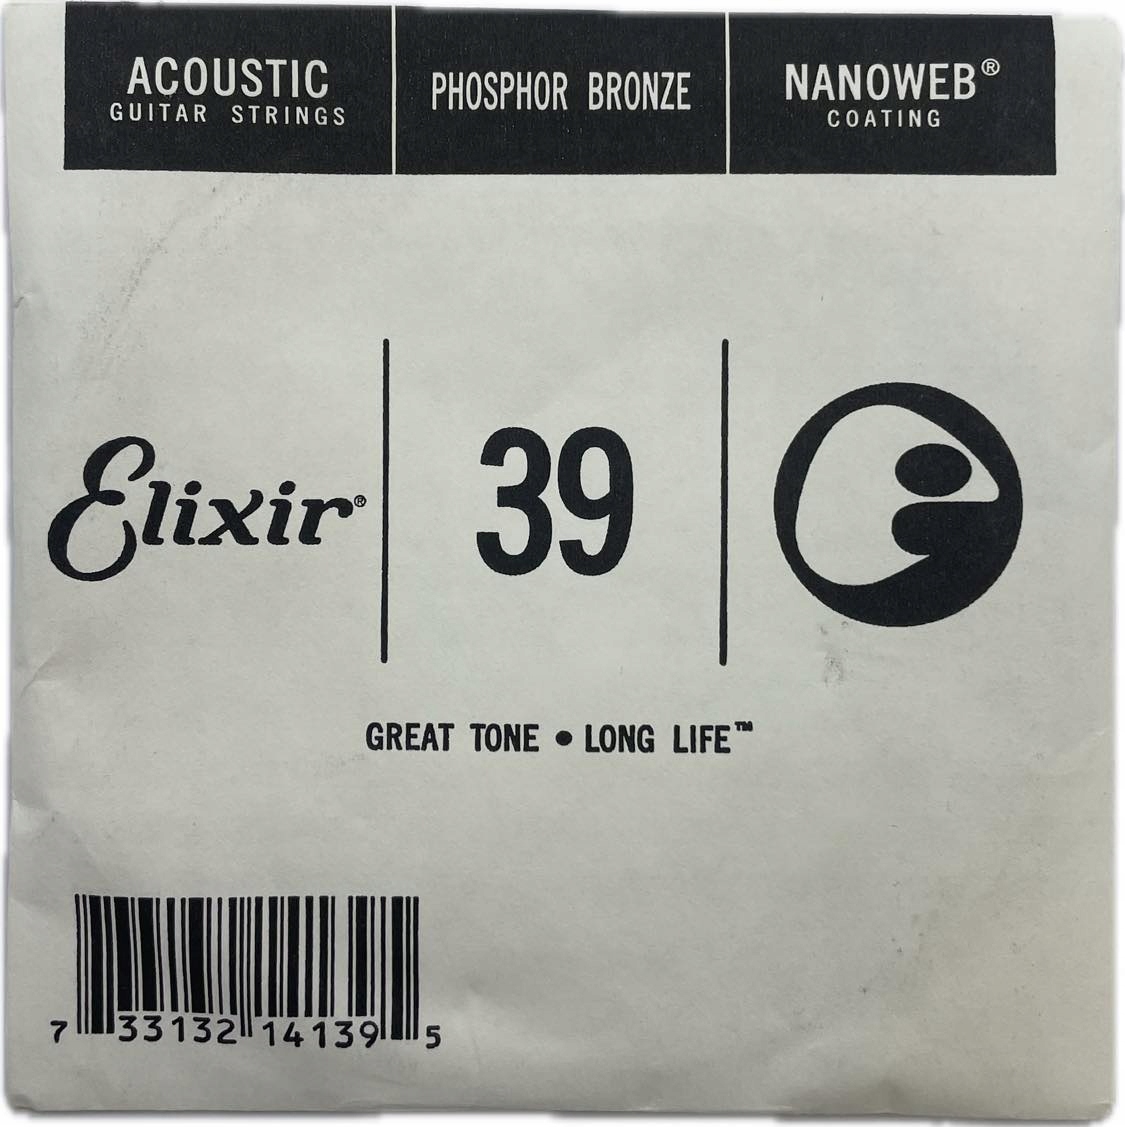 ACOUSTIC
GUITAR STRINGS
PHOSPHOR BRONZE
NANOWEB®
COATING
Elixir®
39
GREAT TONE • LONG LIFE™
7 33132 14139 5